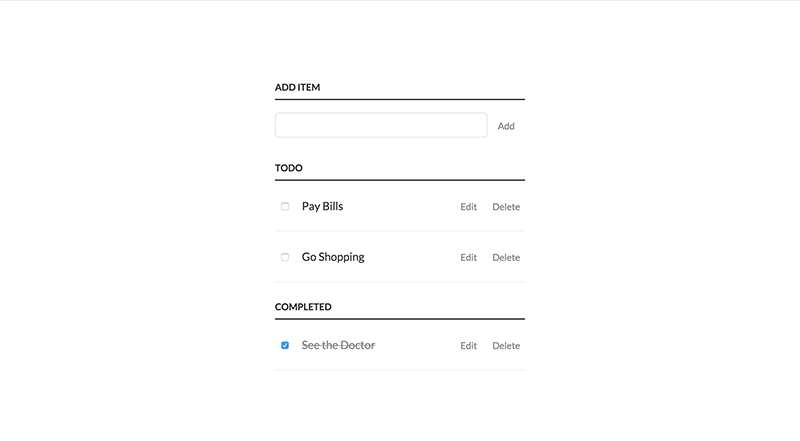 ADD ITEM
Add
TODO
Pay Bills Edit Delete
Go Shopping Edit Delete
COMPLETED
See the Doctor Edit Delete